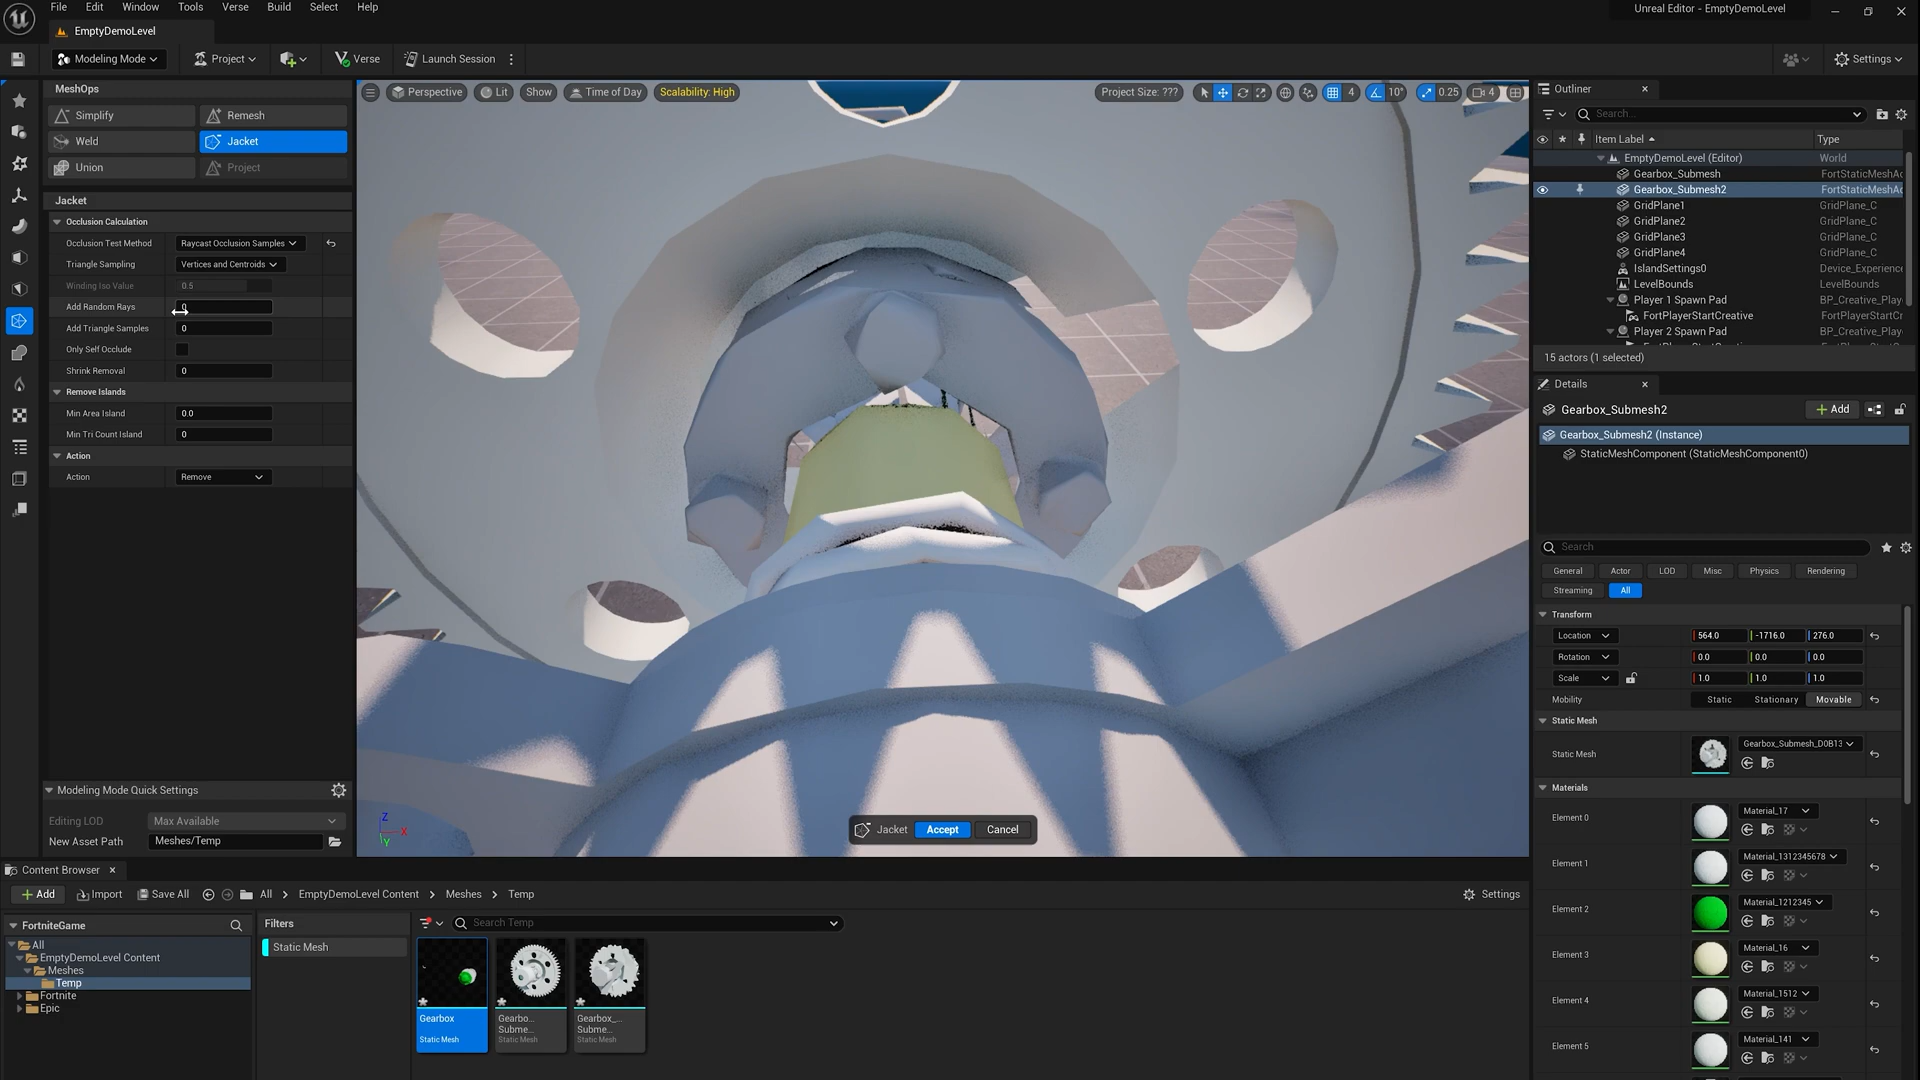 File Edit Window Tools Verse Build Select Help
Unreal Editor - EmptyDemoLevel
EmptyDemoLevel
Modeling Mode
Project
Verse
Launch Session
Settings
MeshOps
Simplify
Remesh
Weld
Jacket
Union
Project
Jacket
Occlusion Calculation
Occlusion Test Method Raycast Occlusion Samples
Triangle Sampling Vertices and Centroids
Winding Iso Value 0.5
Add Random Rays 0
Add Triangle Samples 0
Only Self Occlude
Shrink Removal 0
Remove Islands
Min Area Island 0.0
Min Tri Count Island 0
Action
Action Remove
Modeling Mode Quick Settings
Editing LOD Max Available
New Asset Path Meshes/Temp
Perspective Lit Show Time of Day Scalability: High
Project Size: ??? 4 10° 0.25 4
Z
X
Y
Jacket Accept Cancel
Outliner
Search...
Item Label Type
EmptyDemoLevel (Editor) World
Gearbox_Submesh FortStaticMeshAc
Gearbox_Submesh2 FortStaticMeshAc
GridPlane1 GridPlane_C
GridPlane2 GridPlane_C
GridPlane3 GridPlane_C
GridPlane4 GridPlane_C
IslandSettings0 Device_Experience
LevelBounds LevelBounds
Player 1 Spawn Pad BP_Creative_Play
FortPlayerStartCreative FortPlayerStartCr
Player 2 Spawn Pad BP_Creative_Play
15 actors (1 selected)
Details
Gearbox_Submesh2 Add
Gearbox_Submesh2 (Instance)
StaticMeshComponent (StaticMeshComponent0)
Search
General Actor LOD Misc Physics Rendering
Streaming All
Transform
Location 564.0 -1716.0 276.0
Rotation 0.0 0.0 0.0
Scale 1.0 1.0 1.0
Mobility Static Stationary Movable
Static Mesh
Static Mesh Gearbox_Submesh_D0B13
Materials
Element 0 Material_17
Element 1 Material_1312345678
Element 2 Material_1212345
Element 3 Material_16
Element 4 Material_1512
Element 5 Material_141
Content Browser
Add Import Save All All EmptyDemoLevel Content Meshes Temp
Settings
FortniteGame
All
EmptyDemoLevel Content
Meshes
Temp
Fortnite
Epic
Filters
Static Mesh
Search Temp
Gearbox
Static Mesh
Gearbo...
Subme...
Static Mesh
Gearbox_...
Subme...
Static Mesh